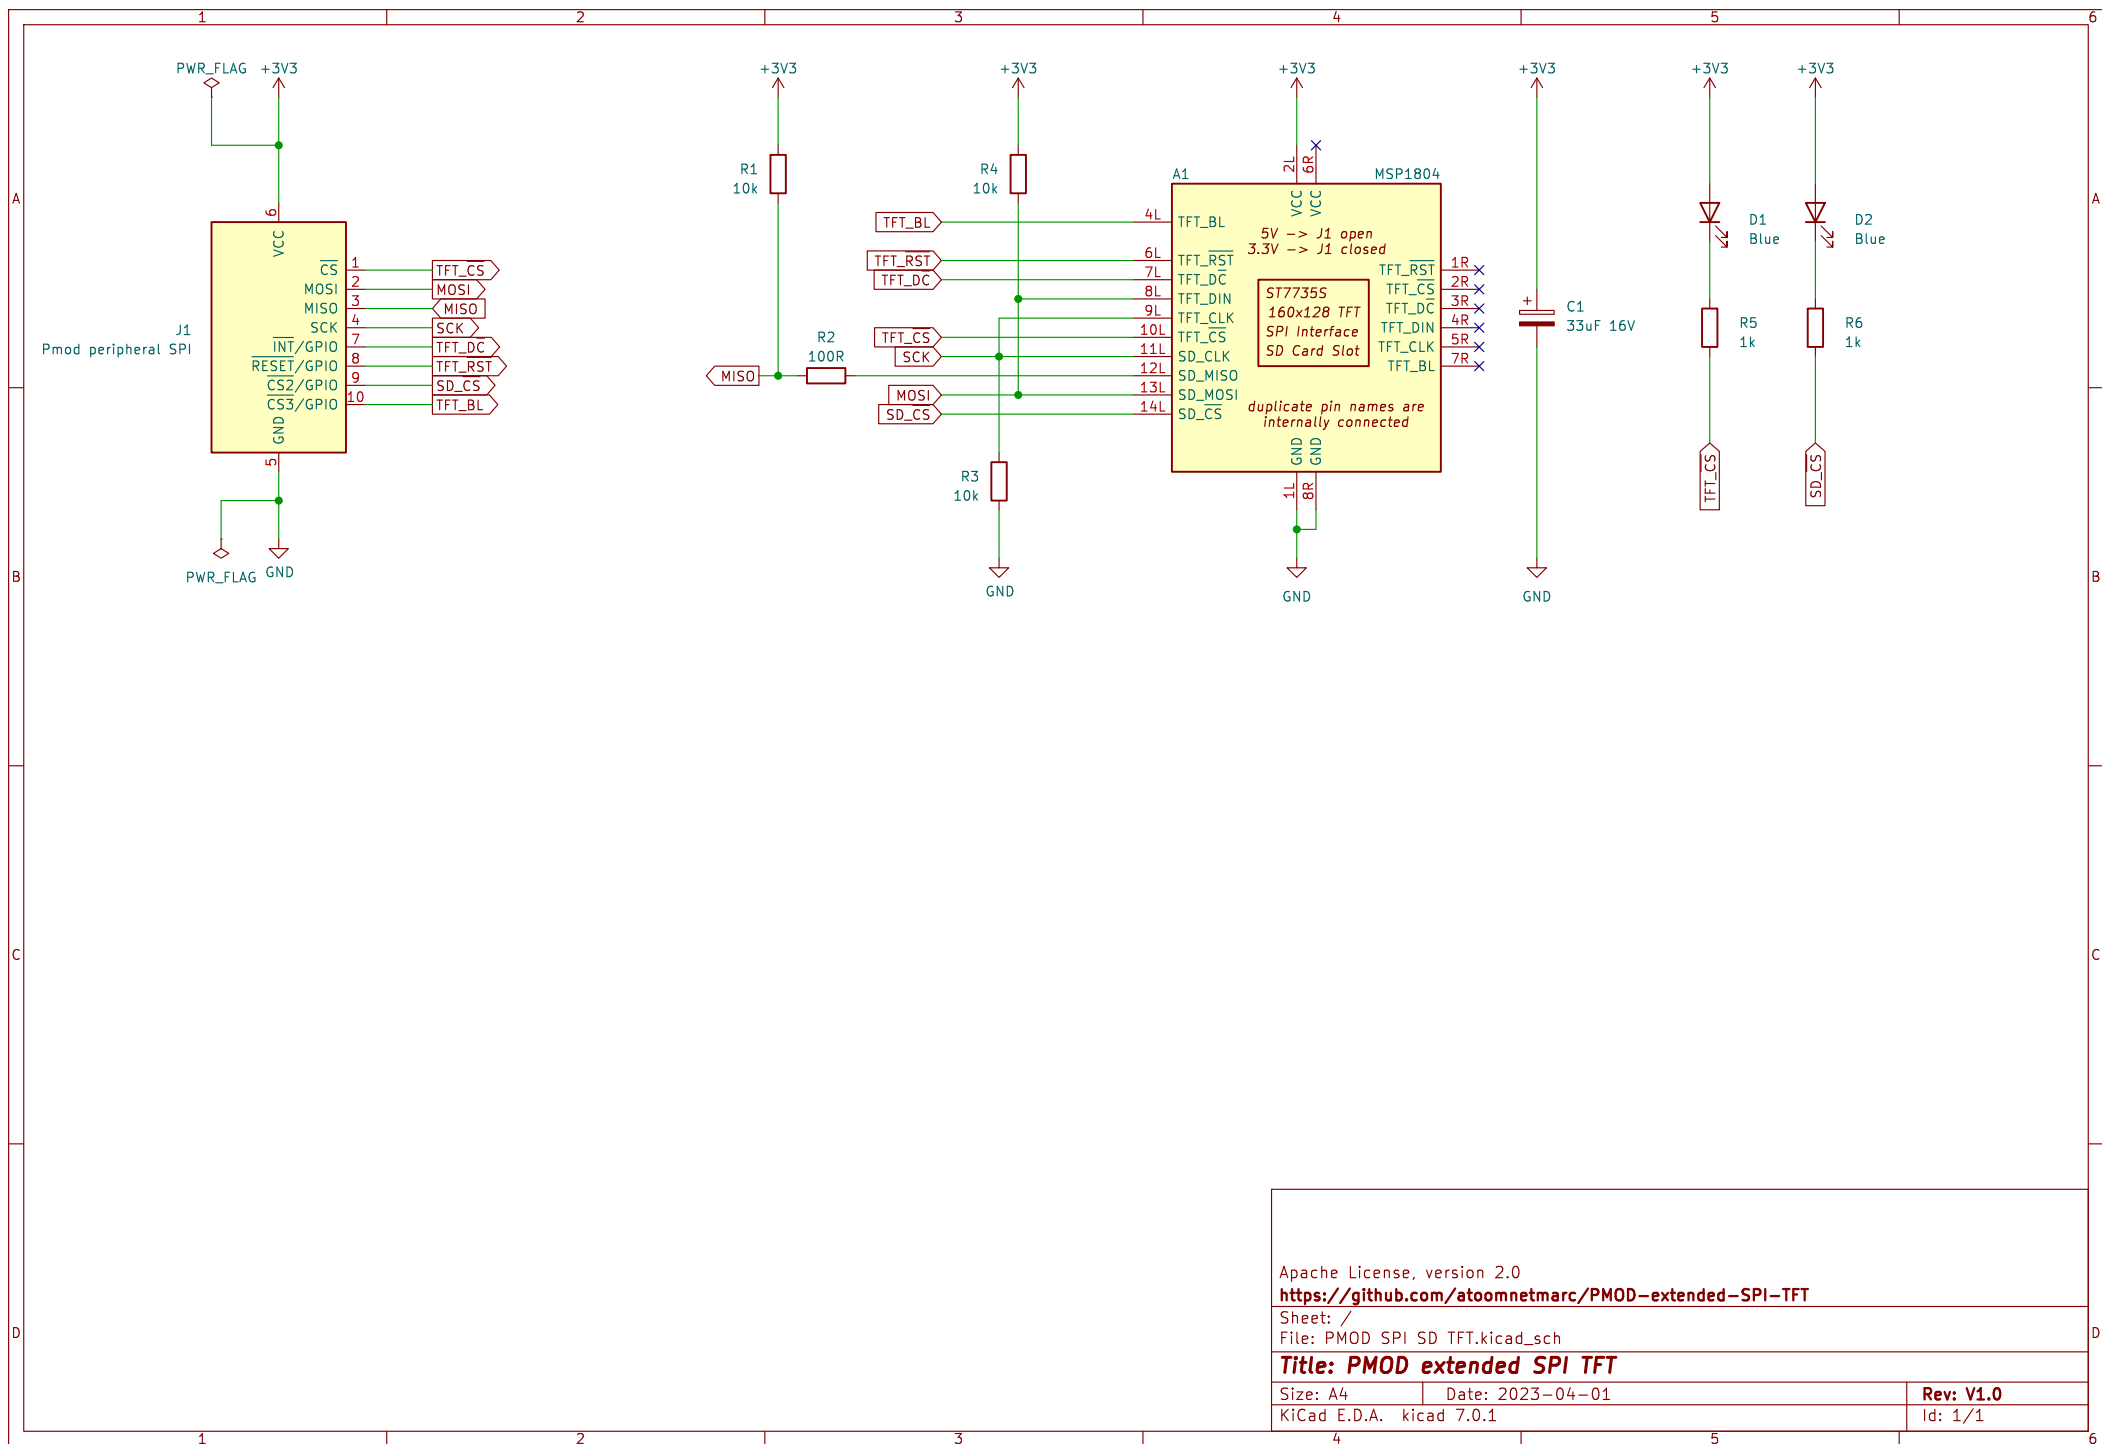 1 2 3 4 5 6
PWR_FLAG +3V3 +3V3 +3V3 +3V3 +3V3 +3V3 +3V3
A A
B B
C C
D D
6
VCC
J1
Pmod peripheral SPI
CS 1 TFT_CS
MOSI 2 MOSI
MISO 3 MISO
SCK 4 SCK
INT/GPIO 7 TFT_DC
RESET/GPIO 8 TFT_RST
CS2/GPIO 9 SD_CS
CS3/GPIO 10 TFT_BL
GND
5
PWR_FLAG GND
R1
10k
MISO
R2
100R
R4
10k
R3
10k
GND
A1 MSP1804
2L 6R
VCC VCC
TFT_BL 4L TFT_BL
TFT_RST 6L TFT_RST
TFT_DC 7L TFT_DC
8L TFT_DIN
9L TFT_CLK
TFT_CS 10L TFT_CS
SCK 11L SD_CLK
12L SD_MISO
MOSI 13L SD_MOSI
SD_CS 14L SD_CS
5V -> J1 open
3.3V -> J1 closed
ST7735S
160x128 TFT
SPI Interface
SD Card Slot
duplicate pin names are
internally connected
TFT_RST 1R
TFT_CS 2R
TFT_DC 3R
TFT_DIN 4R
TFT_CLK 5R
TFT_BL 7R
GND GND
1L 8R
GND
+
C1
33uF 16V
GND
D1
Blue
R5
1k
TFT_CS
D2
Blue
R6
1k
SD_CS
Apache License, version 2.0
https://github.com/atoomnetmarc/PMOD-extended-SPI-TFT
Sheet: /
File: PMOD SPI SD TFT.kicad_sch
Title: PMOD extended SPI TFT
Size: A4 Date: 2023-04-01 Rev: V1.0
KiCad E.D.A. kicad 7.0.1 Id: 1/1
1 2 3 4 5 6